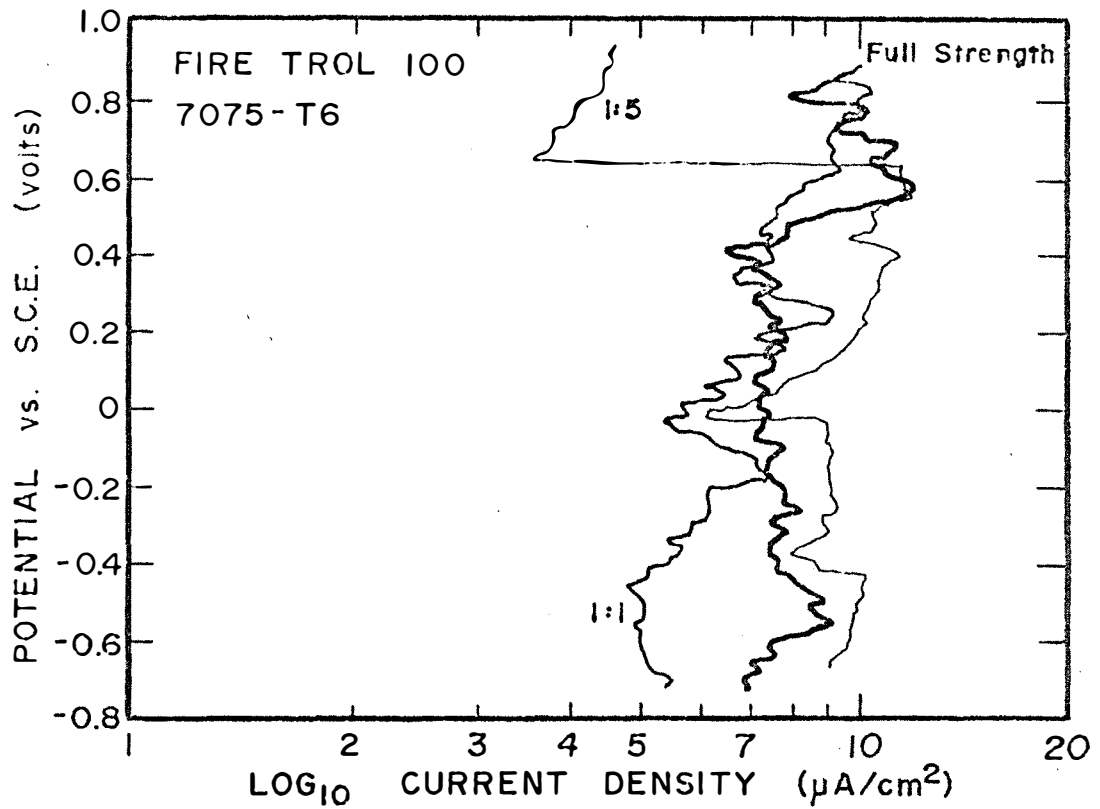 FIRE TROL 100
7075-T6
Full Strength
1:5
1:1
POTENTIAL vs. S.C.E. (volts)
1.0
0.8
0.6
0.4
0.2
0
-0.2
-0.4
-0.6
-0.8
1 2 3 4 5 7 10 20
LOG10 CURRENT DENSITY (µA/cm²)